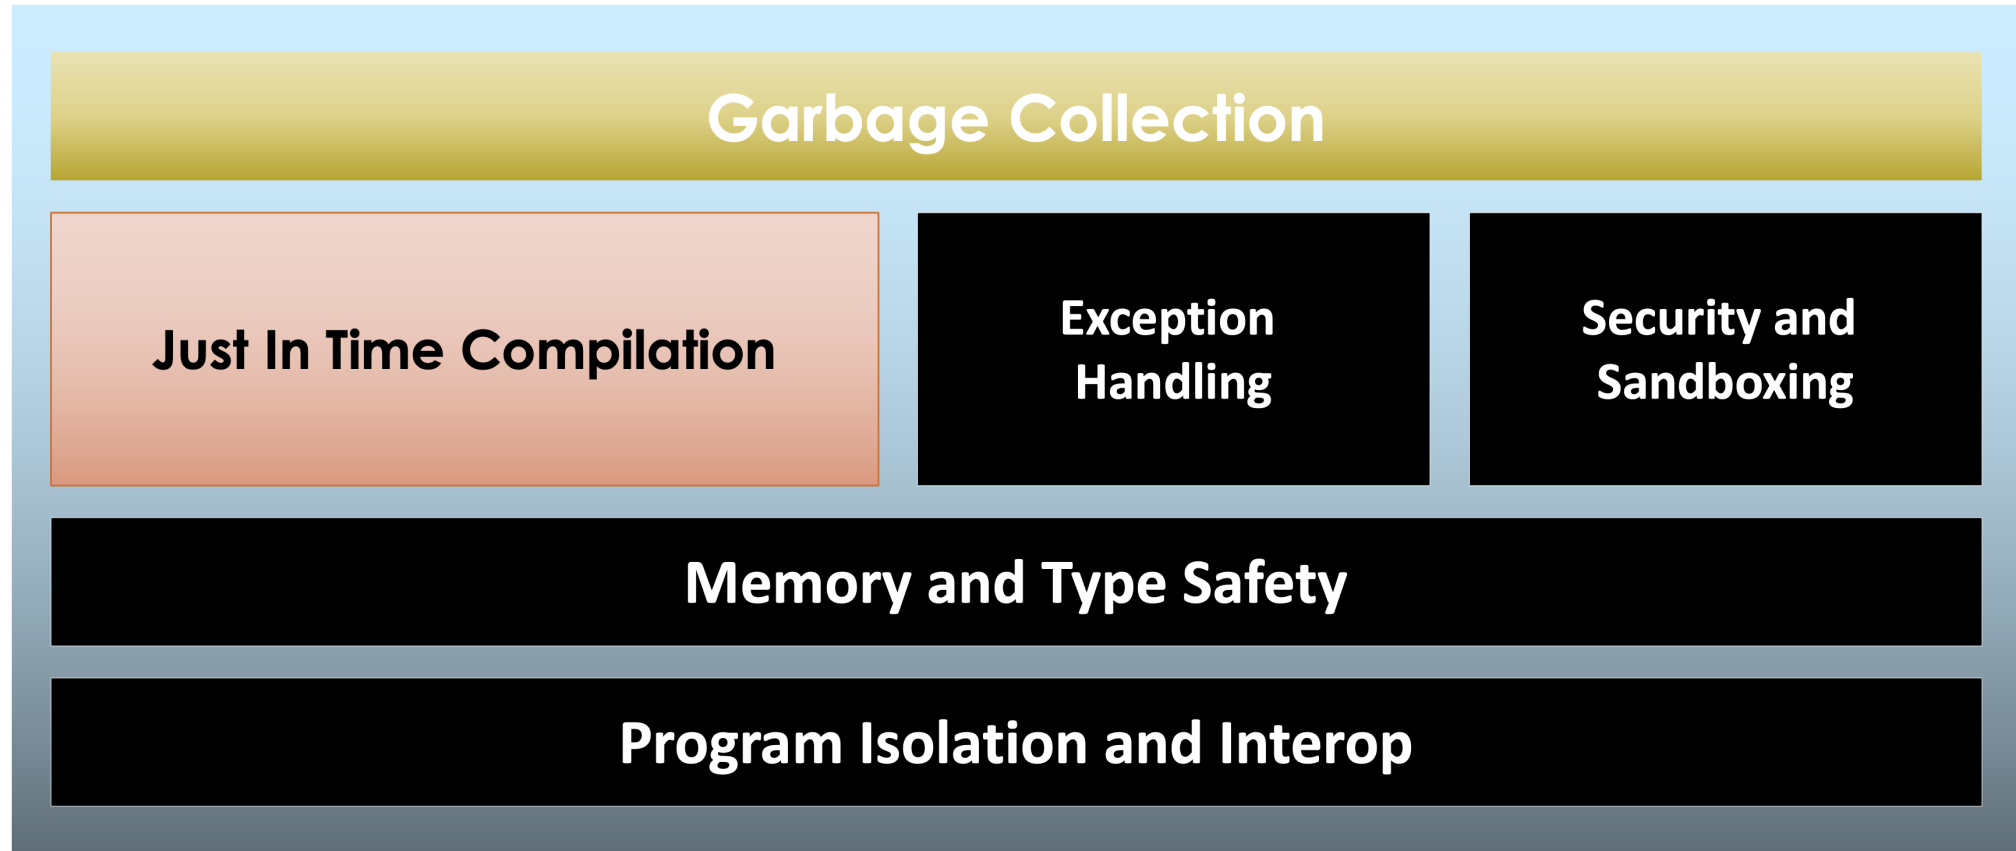 Garbage Collection
Just In Time Compilation
Exception
Handling
Security and
Sandboxing
Memory and Type Safety
Program Isolation and Interop